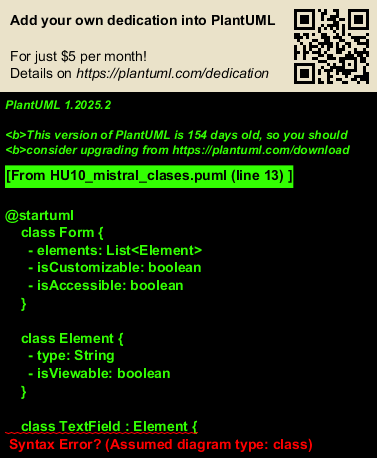 Add your own dedication into PlantUML
For just $5 per month!
Details on https://plantuml.com/dedication
PlantUML 1.2025.2
<b>This version of PlantUML is 154 days old, so you should
<b>consider upgrading from https://plantuml.com/download
[From HU10_mistral_clases.puml (line 13) ]
@startuml
class Form {
- elements: List<Element>
- isCustomizable: boolean
- isAccessible: boolean
}
class Element {
- type: String
- isViewable: boolean
}
class TextField : Element {
Syntax Error? (Assumed diagram type: class)